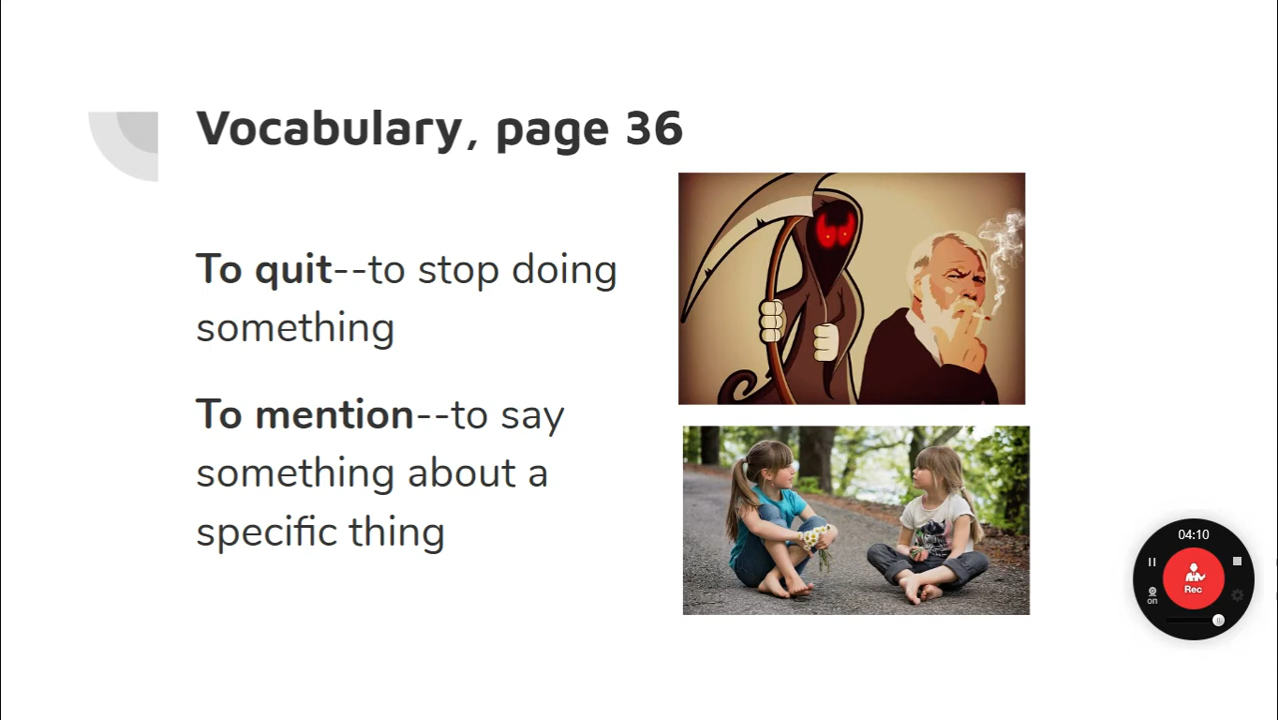 Vocabulary, page 36
To quit--to stop doing
something
To mention--to say
something about a
specific thing
04:10
Rec
on